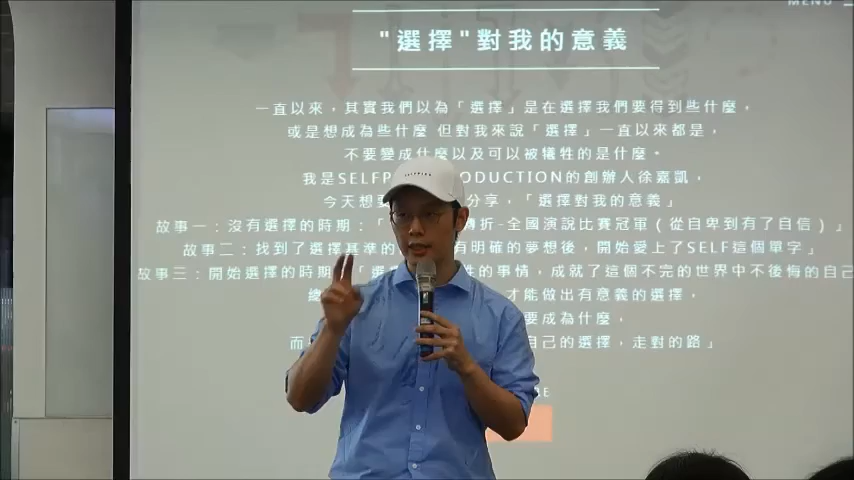 MENU
"選擇"對我的意義
一直以來，其實我們以為「選擇」是在選擇我們要得到些什麼，
或是想成為些什麼 但對我來說「選擇」一直以來都是，
不要變成什麼以及可以被犧牲的是什麼。
我是SELFP ODUCTION的創辦人徐嘉凱，
今天想 分享，「選擇對我的意義」
故事一：沒有選擇的時期：「 轉折-全國演說比賽冠軍（從自卑到有了自信）」
故事二：找到了選擇基準的 有明確的夢想後，開始愛上了SELF這個單字」
故事三：開始選擇的時期 「選 性的事情，成就了這個不完的世界中不後悔的自己
總 才能做出有意義的選擇，
要成為什麼，
而 自己的選擇，走對的路」